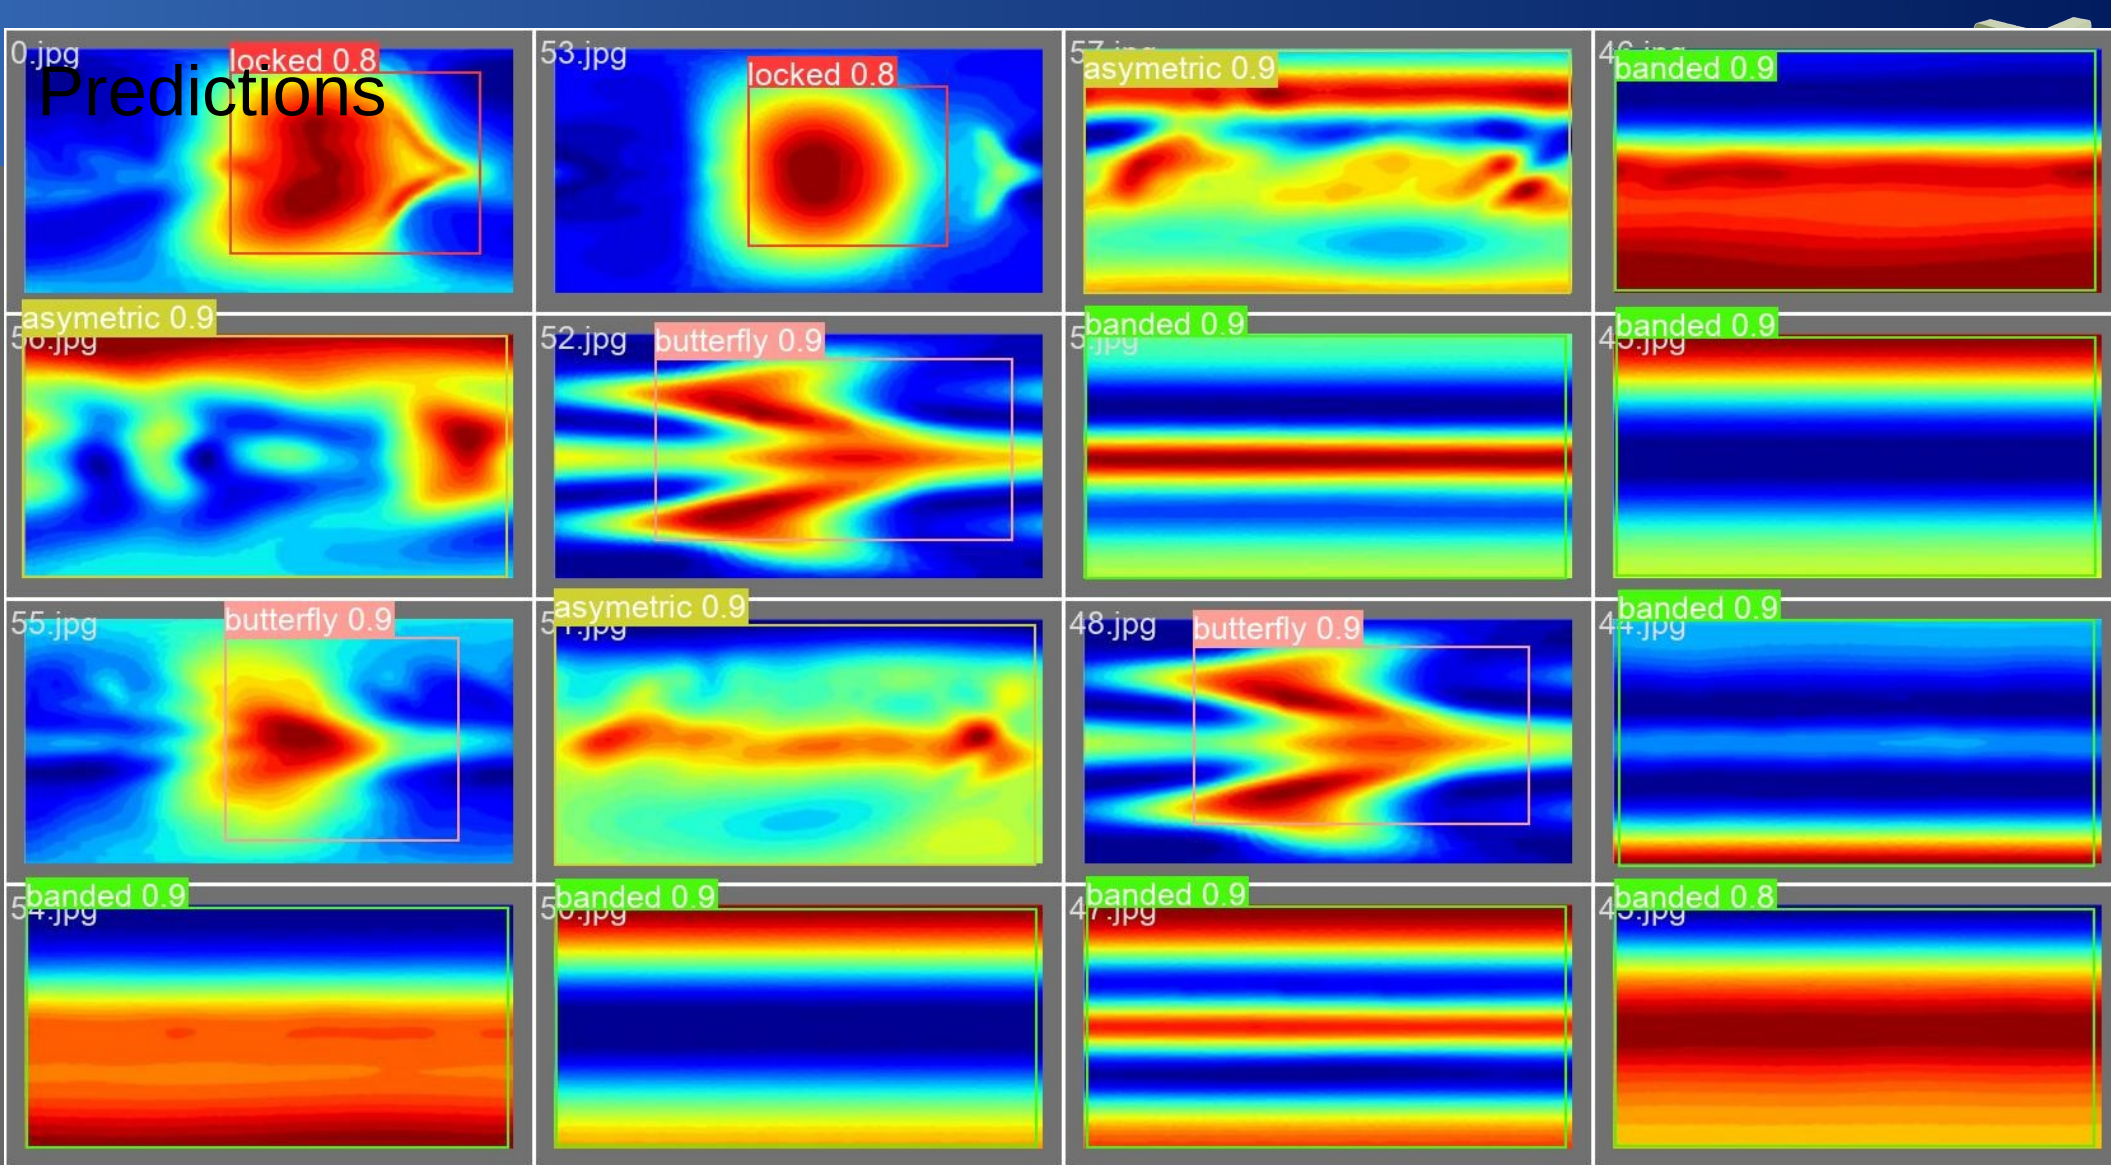 Predictions
0.jpg
locked 0.8
53.jpg
locked 0.8
asymetric 0.9
banded 0.9
asymetric 0.9
52.jpg
butterfly 0.9
banded 0.9
banded 0.9
55.jpg
butterfly 0.9
asymetric 0.9
48.jpg
butterfly 0.9
banded 0.9
banded 0.9
banded 0.9
banded 0.9
banded 0.8